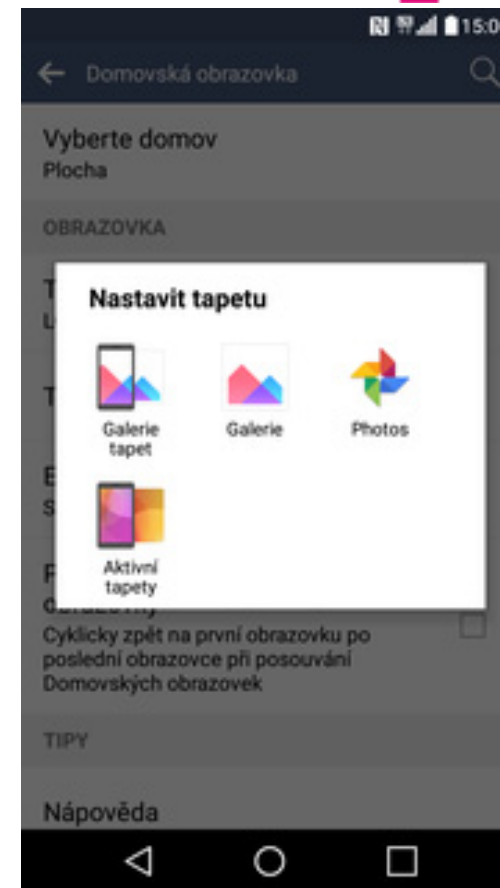 15:0
Domovská obrazovka
Vyberte domov
Plocha
OBRAZOVKA
Nastavit tapetu
Galerie
tapet
Galerie
Photos
Aktivní
tapety
Cyklicky zpět na první obrazovku po
poslední obrazovce při posouvání
Domovských obrazovek
TIPY
Nápověda